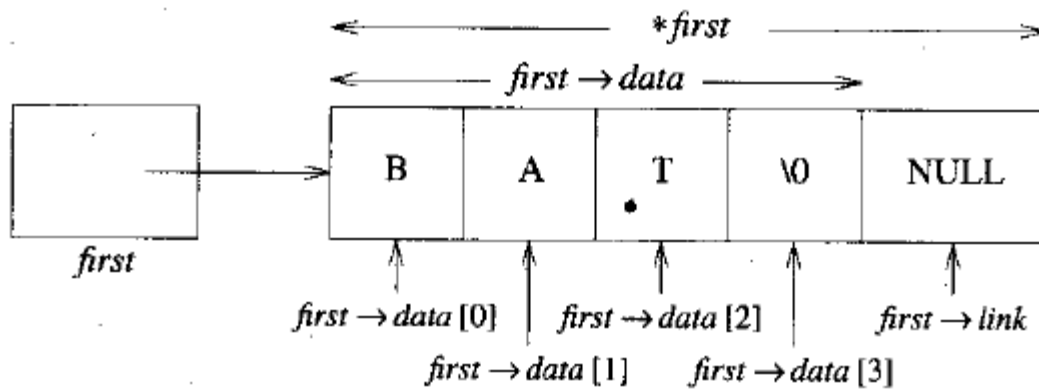 *first
first → data
B A T \0 NULL
first
first → data [0] first → data [2] first → link
first → data [1] first → data [3]